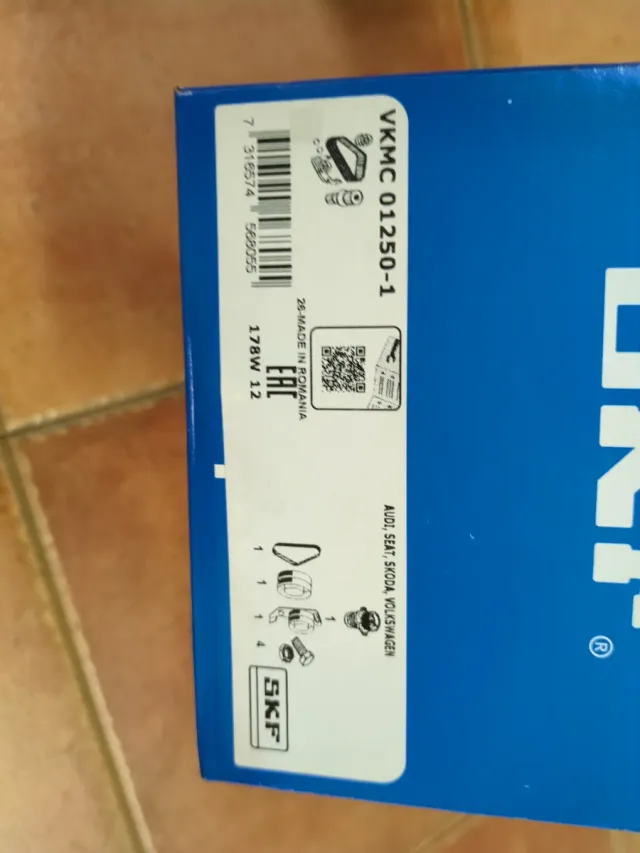 VKMC 01250-1
7 316574 568055
26-MADE IN ROMANIA
EAC
178W 12
AUDI, SEAT, SKODA, VOLKSWAGEN
1
1
1
1
4
SKF
SKF
®